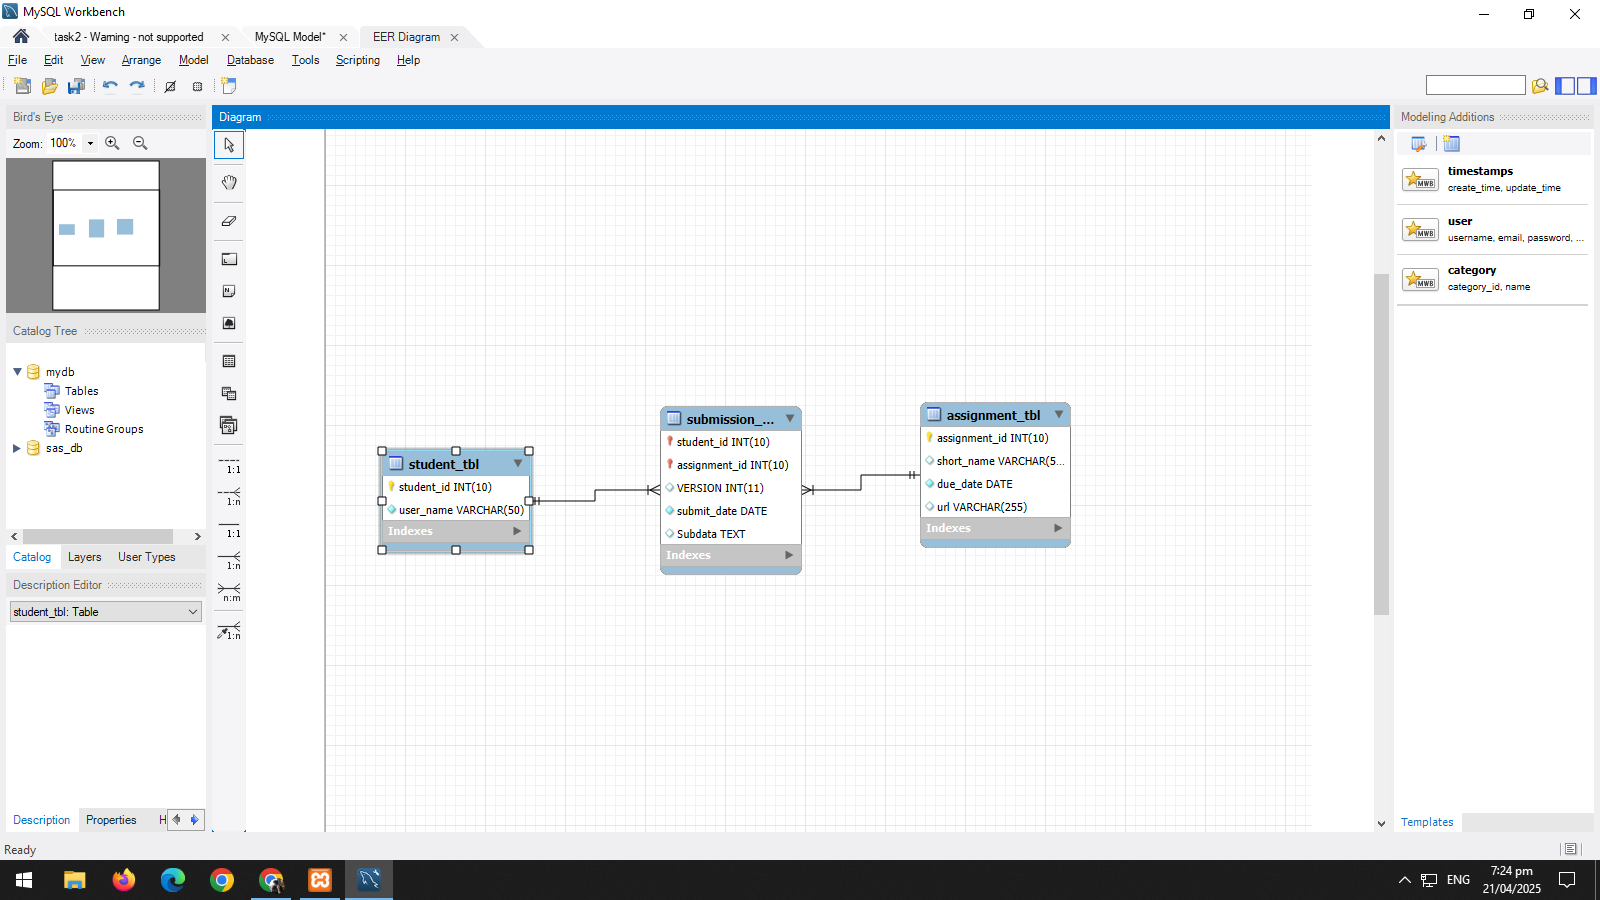 MySQL Workbench
task2 - Warning - not supported
MySQL Model*
EER Diagram
File Edit View Arrange Model Database Tools Scripting Help
Bird's Eye
Zoom: 100%
Catalog Tree
mydb
Tables
Views
Routine Groups
sas_db
Catalog Layers User Types
Description Editor
student_tbl: Table
Description Properties H
Ready
Diagram
1:1
1:n
1:1
1:n
n:m
1:n
student_tbl
student_id INT(10)
user_name VARCHAR(50)
Indexes
submission_...
student_id INT(10)
assignment_id INT(10)
VERSION INT(11)
submit_date DATE
Subdata TEXT
Indexes
assignment_tbl
assignment_id INT(10)
short_name VARCHAR(5...
due_date DATE
url VARCHAR(255)
Indexes
Modeling Additions
timestamps
create_time, update_time
user
username, email, password, ...
category
category_id, name
MWB
MWB
MWB
Templates
ENG
7:24 pm
21/04/2025